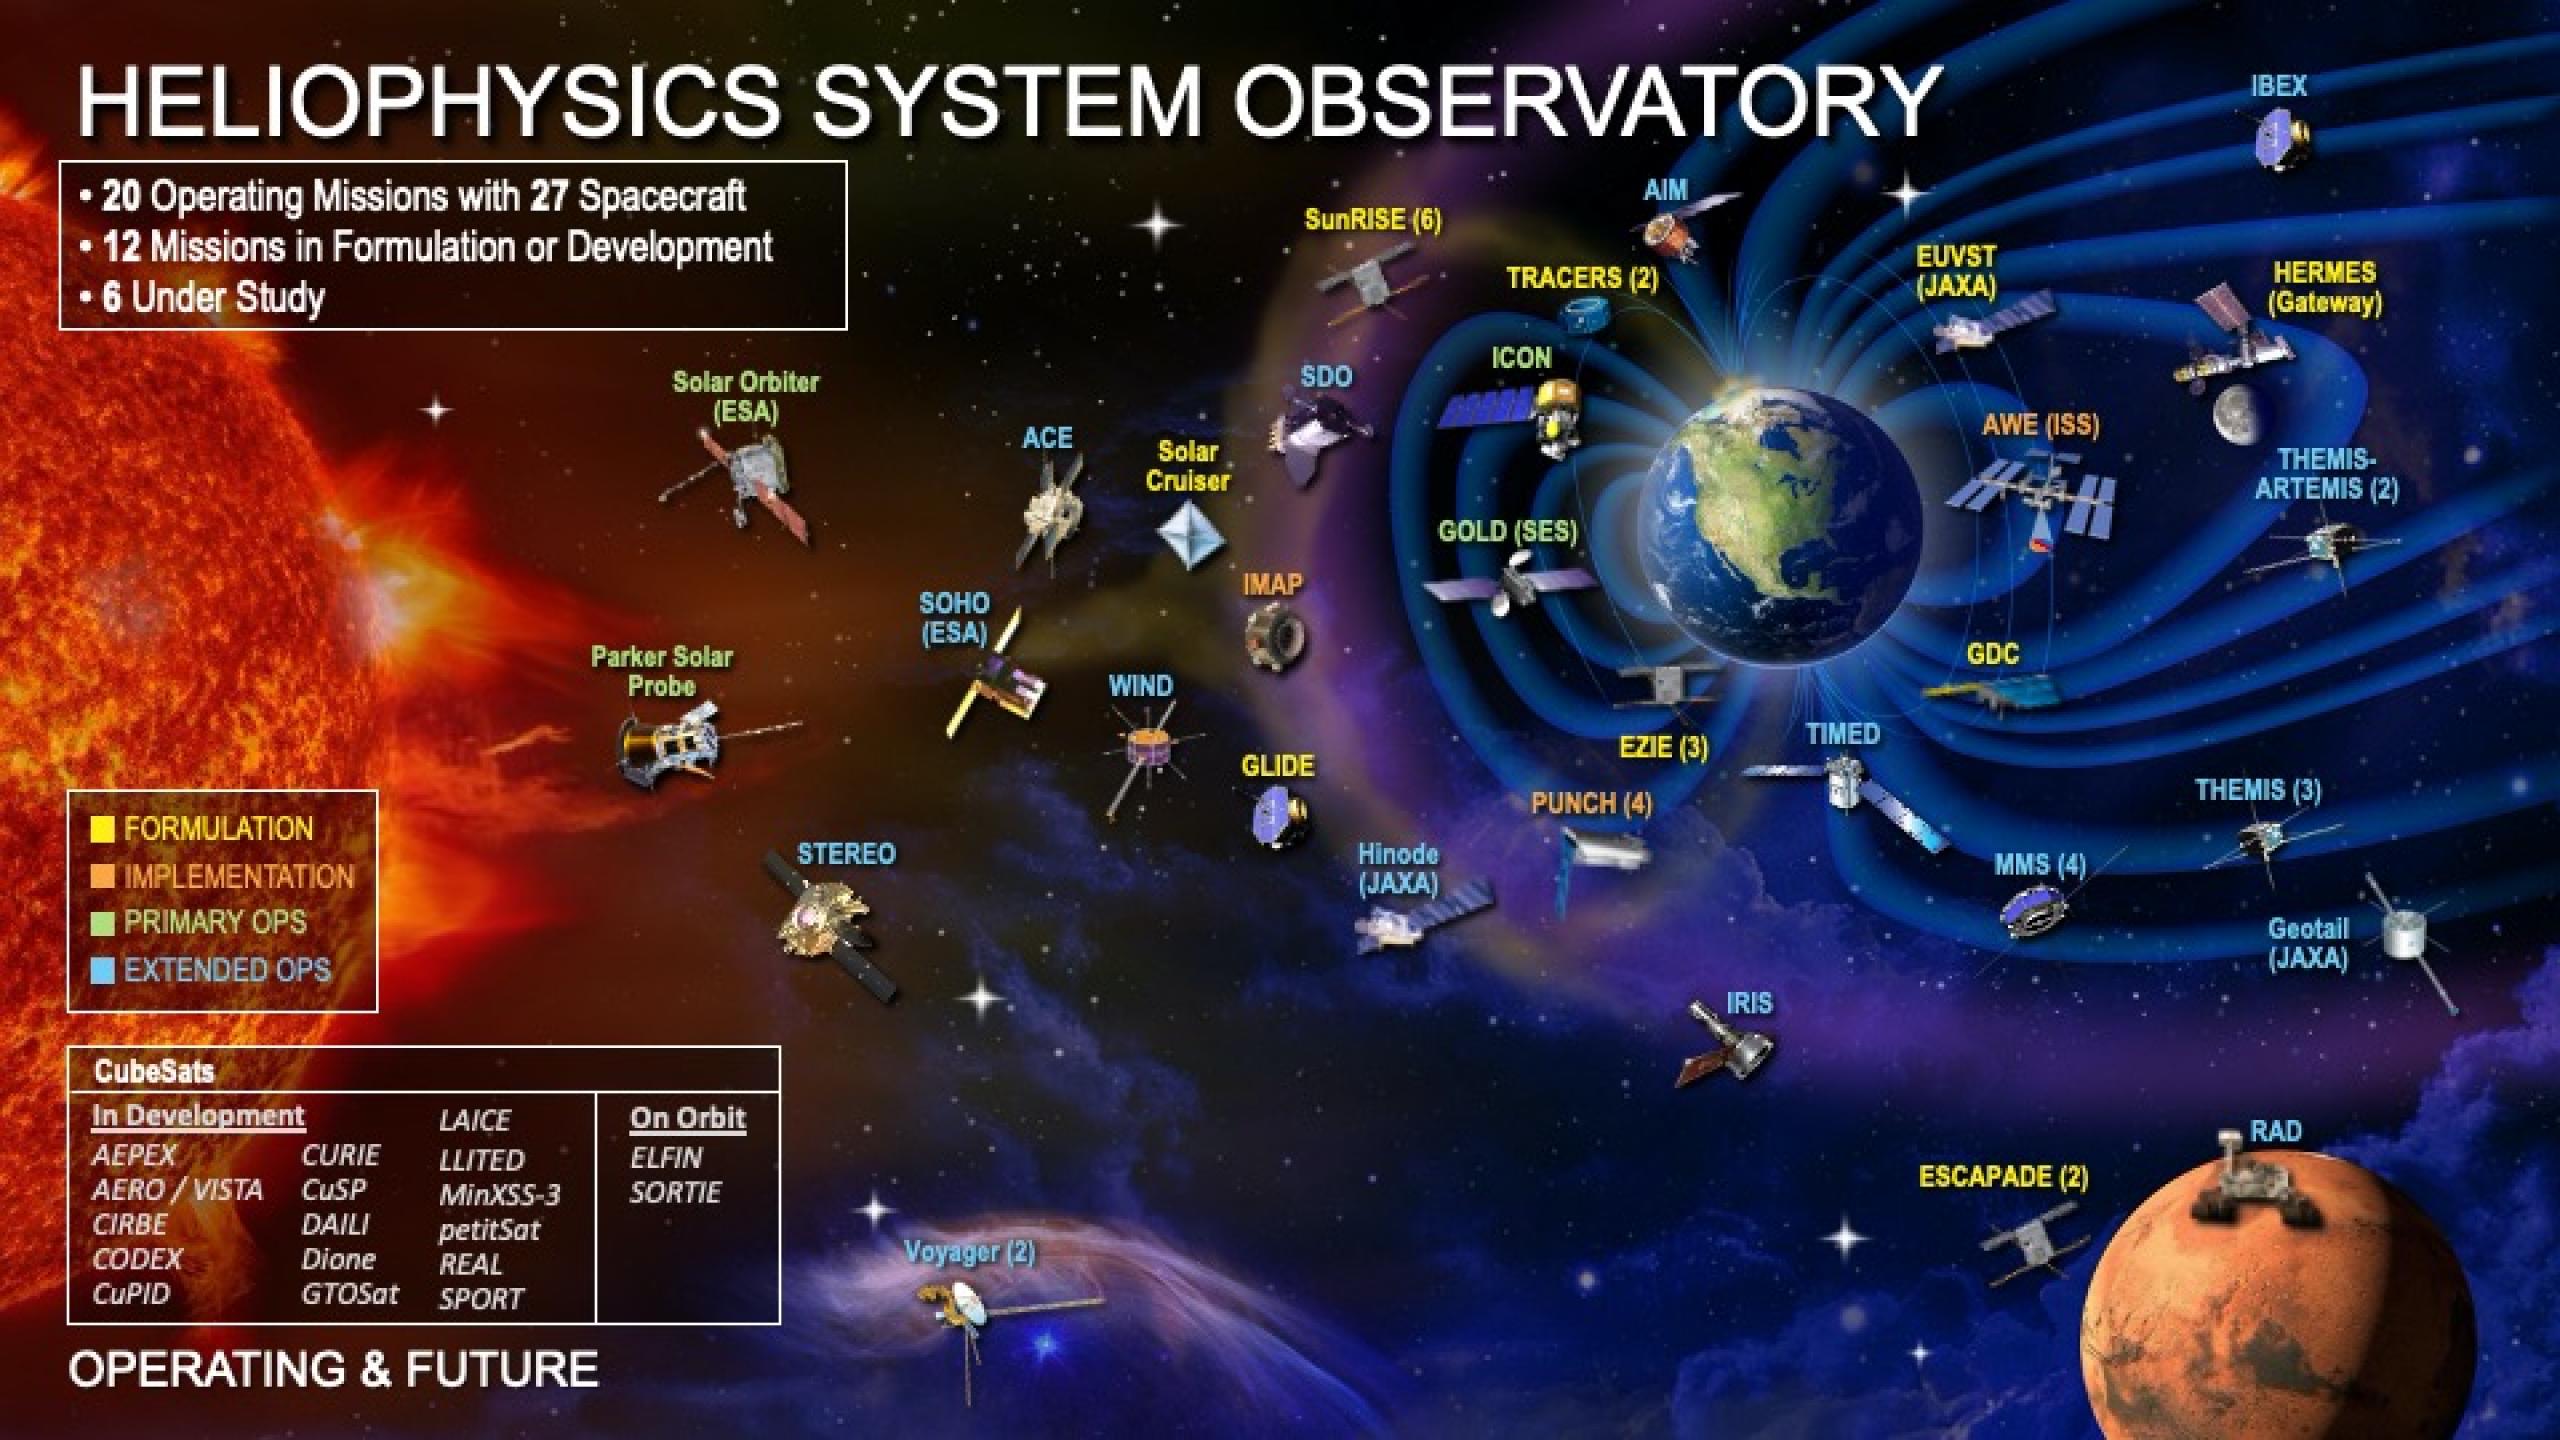 HELIOPHYSICS SYSTEM OBSERVATORY
• 20 Operating Missions with 27 Spacecraft
• 12 Missions in Formulation or Development
• 6 Under Study
IBEX
AIM
SunRISE (6)
TRACERS (2)
EUVST
(JAXA)
HERMES
(Gateway)
ICON
SDO
Solar Orbiter
(ESA)
ACE
Solar
Cruiser
AWE (ISS)
THEMIS-
ARTEMIS (2)
GOLD (SES)
IMAP
SOHO
(ESA)
Parker Solar
Probe
WIND
GDC
EZIE (3)
TIMED
GLIDE
PUNCH (4)
THEMIS (3)
STEREO
Hinode
(JAXA)
MMS (4)
Geotail
(JAXA)
IRIS
FORMULATION
IMPLEMENTATION
PRIMARY OPS
EXTENDED OPS
RAD
ESCAPADE (2)
Voyager (2)
CubeSats
In Development
AEPEX
AERO / VISTA
CIRBE
CODEX
CuPID
CURIE
CuSP
DAILI
Dione
GTOSat
LAICE
LLITED
MinXSS-3
petitSat
REAL
SPORT
On Orbit
ELFIN
SORTIE
OPERATING & FUTURE